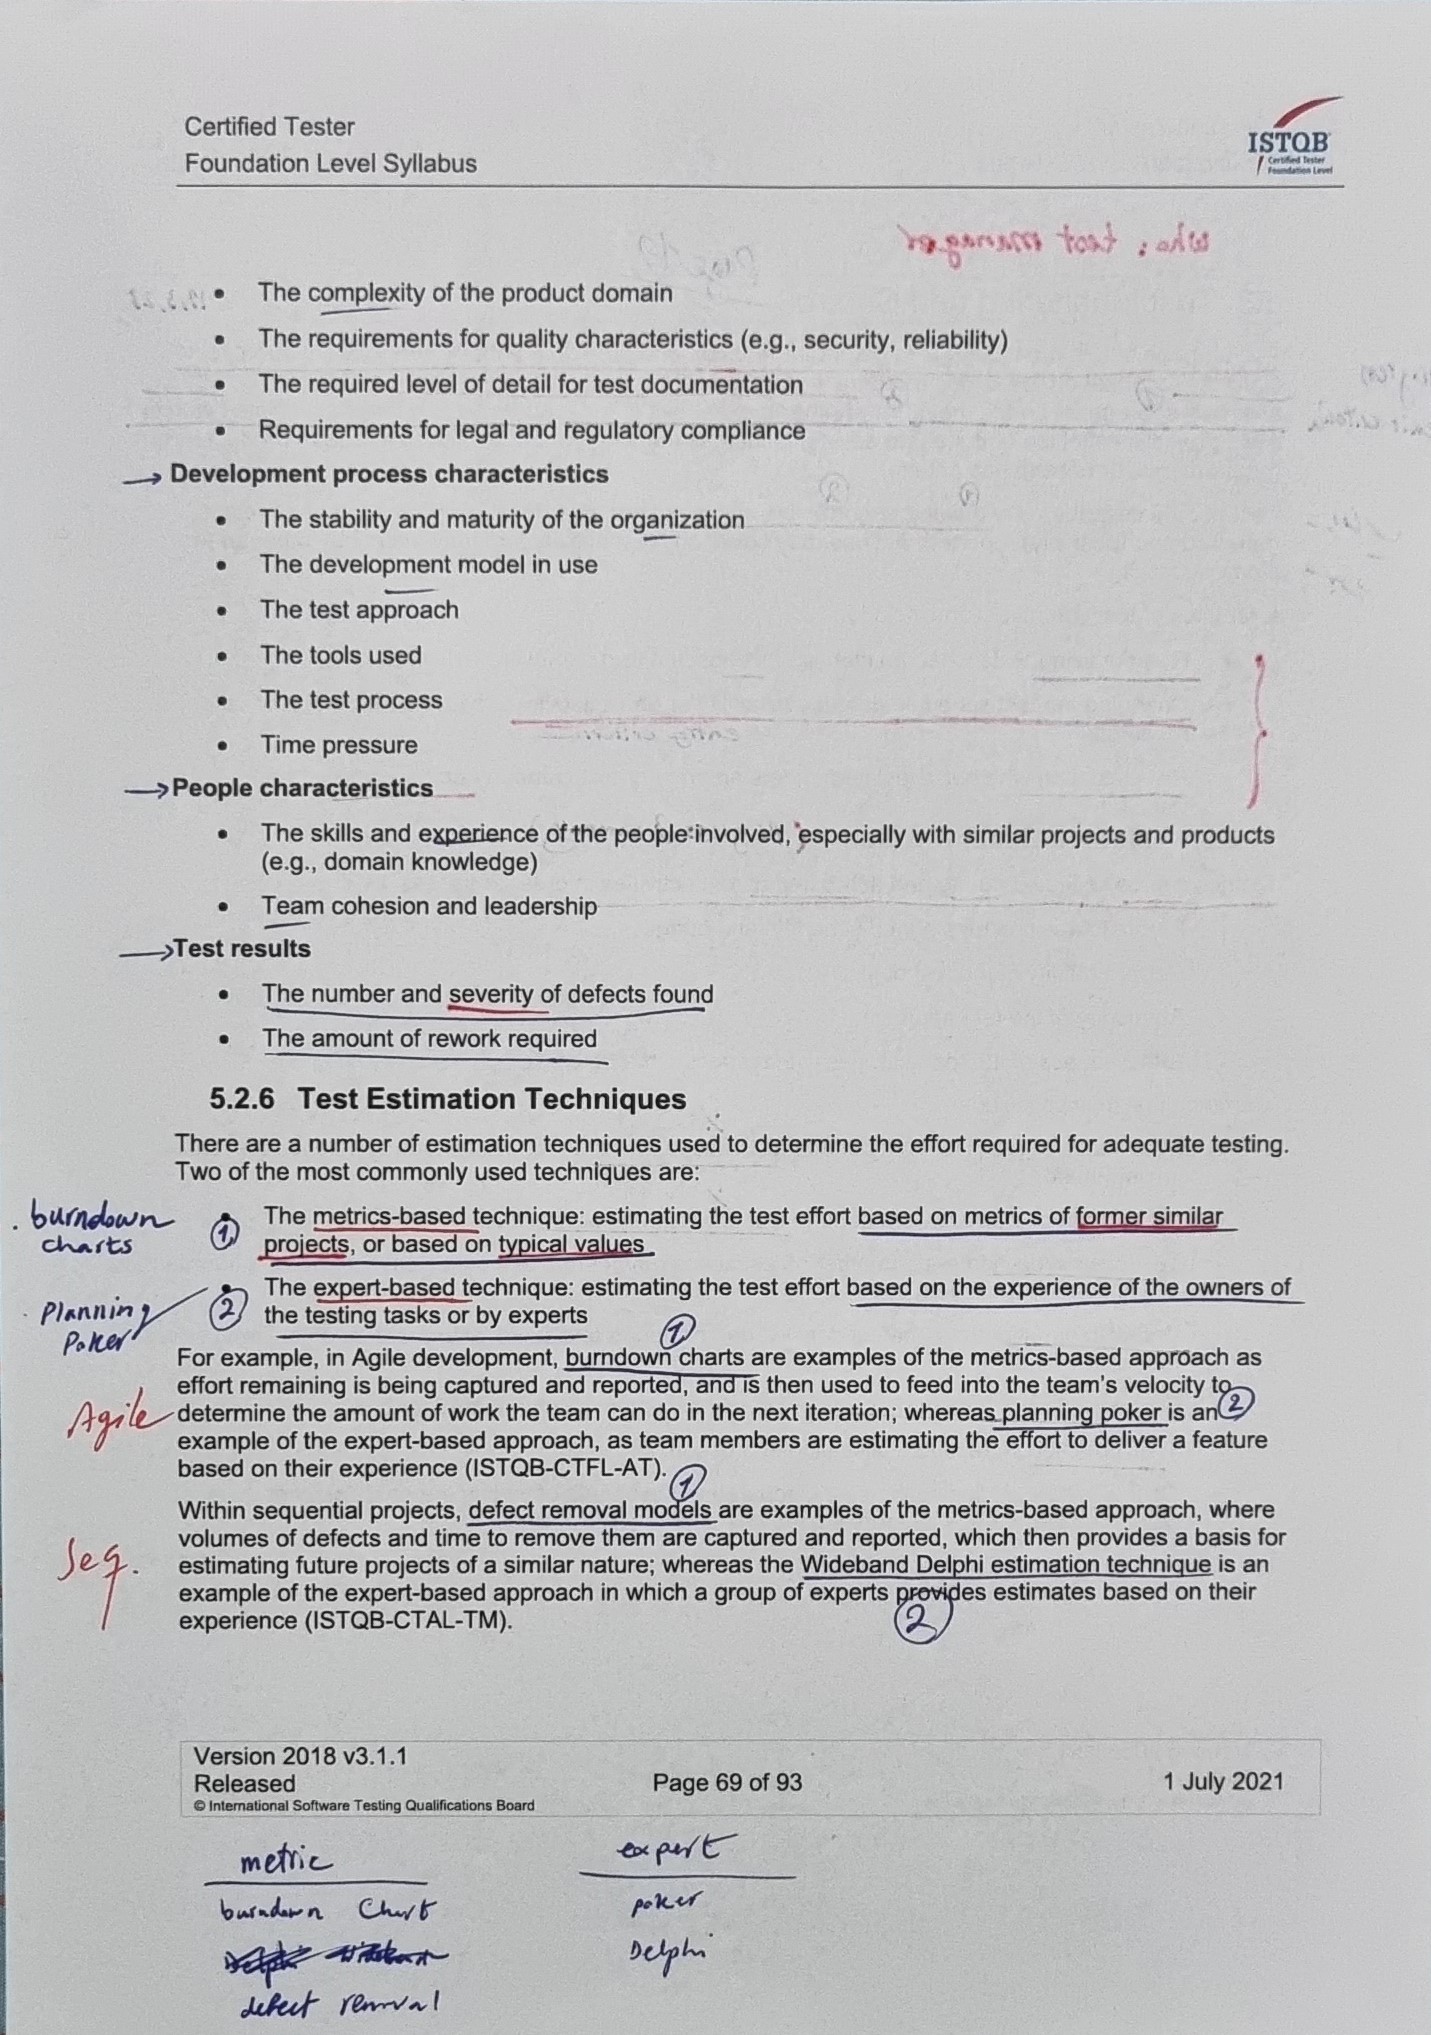 Certified Tester
Foundation Level Syllabus
ISTQB
Certified Tester
Foundation Level
who: test manager
• The complexity of the product domain
• The requirements for quality characteristics (e.g., security, reliability)
• The required level of detail for test documentation
• Requirements for legal and regulatory compliance
→ Development process characteristics
• The stability and maturity of the organization
• The development model in use
• The test approach
• The tools used
• The test process
• Time pressure
→ People characteristics
• The skills and experience of the people involved, especially with similar projects and products
(e.g., domain knowledge)
• Team cohesion and leadership
→ Test results
• The number and severity of defects found
• The amount of rework required
5.2.6 Test Estimation Techniques
There are a number of estimation techniques used to determine the effort required for adequate testing.
Two of the most commonly used techniques are:
. burndown
charts
① The metrics-based technique: estimating the test effort based on metrics of former similar
projects, or based on typical values
. Planning
Poker
② The expert-based technique: estimating the test effort based on the experience of the owners of
the testing tasks or by experts
①
For example, in Agile development, burndown charts are examples of the metrics-based approach as
effort remaining is being captured and reported, and is then used to feed into the team's velocity to
Agile
determine the amount of work the team can do in the next iteration; whereas planning poker is an ②
example of the expert-based approach, as team members are estimating the effort to deliver a feature
based on their experience (ISTQB-CTFL-AT).
①
Within sequential projects, defect removal models are examples of the metrics-based approach, where
volumes of defects and time to remove them are captured and reported, which then provides a basis for
Seq.
estimating future projects of a similar nature; whereas the Wideband Delphi estimation technique is an
example of the expert-based approach in which a group of experts provides estimates based on their
experience (ISTQB-CTAL-TM).
②
Version 2018 v3.1.1
Released
© International Software Testing Qualifications Board
Page 69 of 93
1 July 2021
metric expert
burndown Chart poker
Delphi
defect removal